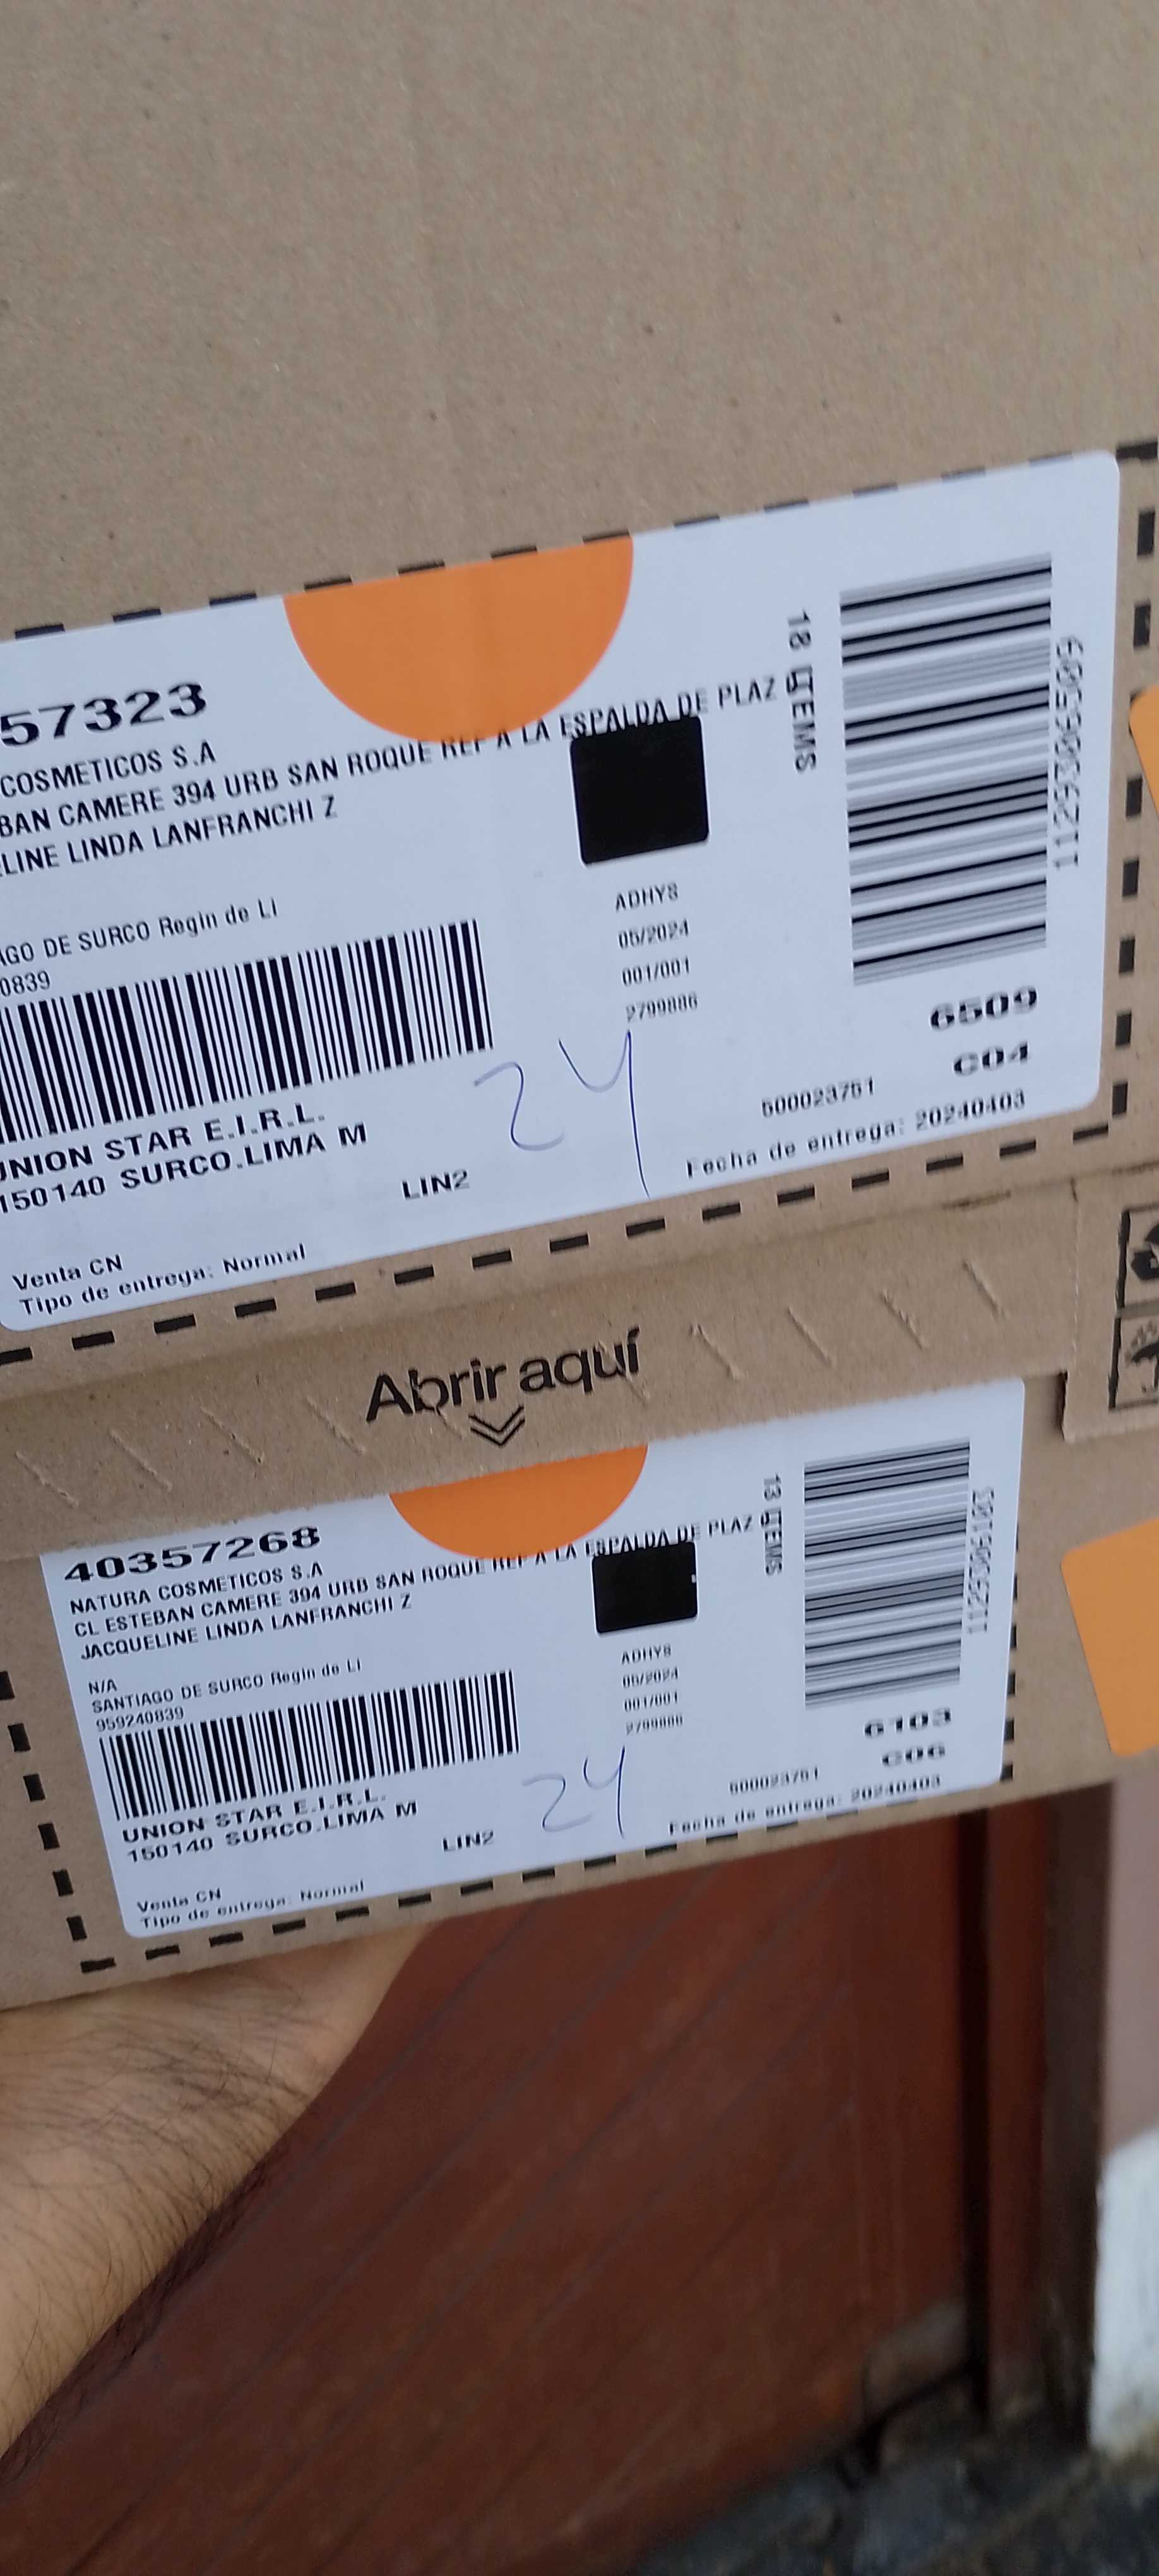 57323
COSMETICOS S.A
BAN CAMERE 394 URB SAN ROQUE REF A LA ESPALDA DE PLAZ
LINE LINDA LANFRANCHI Z
AGO DE SURCO Regin de Li
0839
UNION STAR E.I.R.L.
150140 SURCO.LIMA M
LIN2
Venta CN
Tipo de entrega: Normal
ADHY8
05/2024
001/001
2799886
24
18 ITEMS
11293006509
6509
C04
500023751
Fecha de entrega: 20240403
Abrir aquí
40357268
NATURA COSMETICOS S.A
CL ESTEBAN CAMERE 394 URB SAN ROQUE REF A LA ESPALDA DE PLAZ
JACQUELINE LINDA LANFRANCHI Z
N/A
SANTIAGO DE SURCO Regin de Li
959240839
UNION STAR E.I.R.L.
150140 SURCO.LIMA M
LIN2
Venta CN
Tipo de entrega: Normal
ADHY8
05/2024
001/001
2799886
24
13 ITEMS
6103
C06
500023751
Fecha de entrega: 20240403